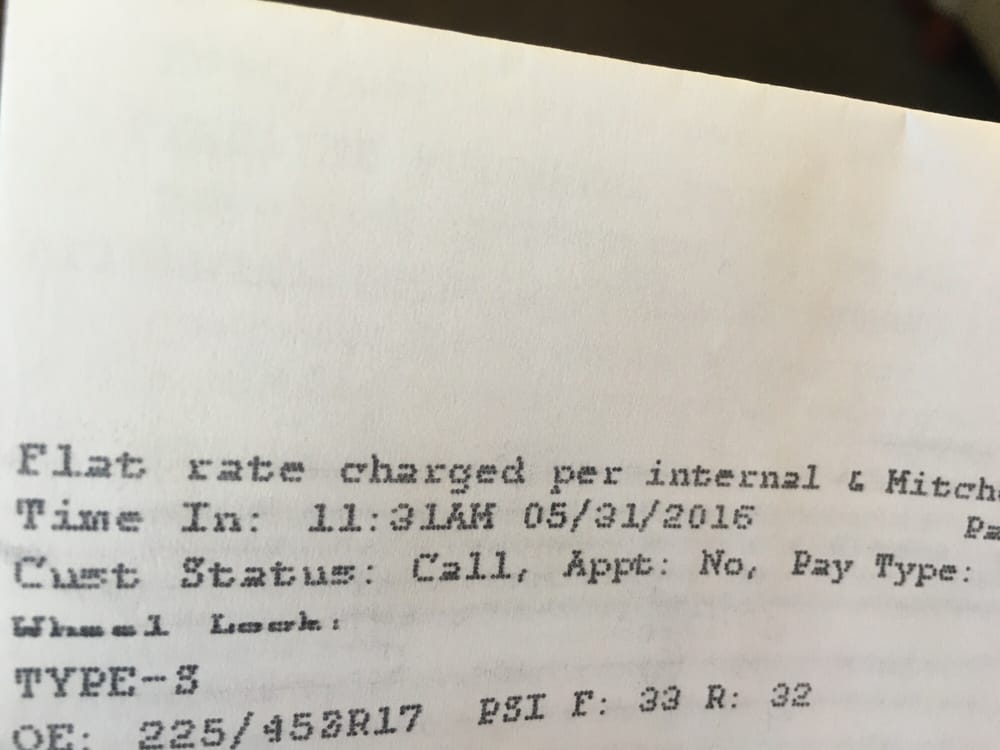 Flat rate charged per internal & Mitch
Time In: 11:31AM 05/31/2016 Pa
Cust Status: Call, Appt: No, Pay Type:
Wheel Lock:
TYPE-S
OE: 225/45ZR17 PSI F: 33 R: 32